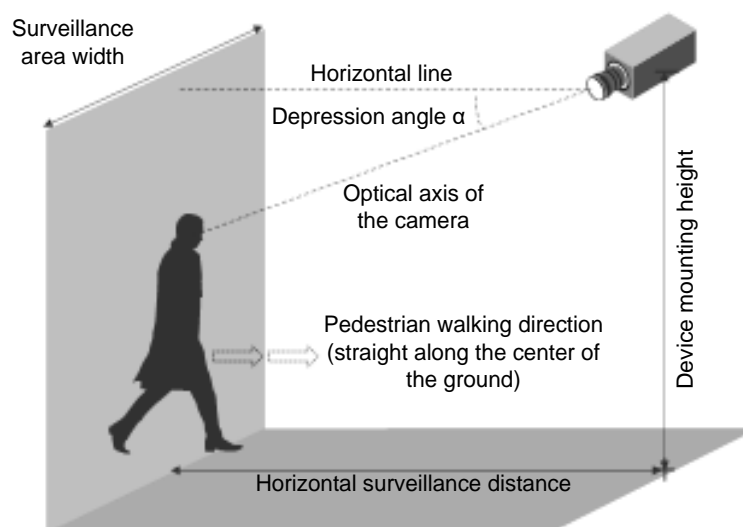 Surveillance
area width
Horizontal line
Depression angle α
Optical axis of
the camera
Device mounting height
Pedestrian walking direction
(straight along the center of
the ground)
Horizontal surveillance distance